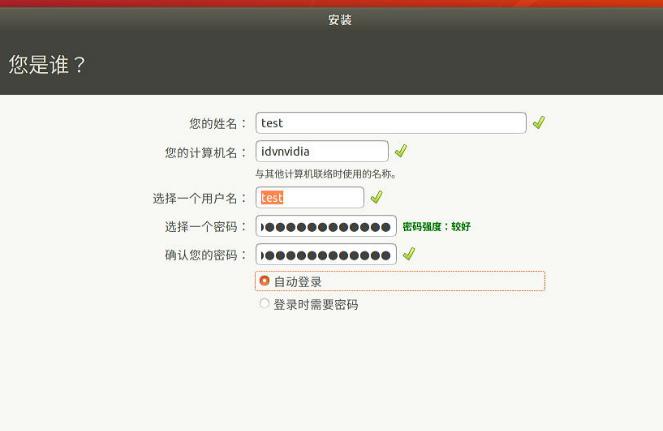 安装
您是谁？
您的姓名： test
您的计算机名： idvnvidia
与其他计算机联络时使用的名称。
选择一个用户名： test
选择一个密码： ●●●●●●●●●●●● 密码强度：较好
确认您的密码： ●●●●●●●●●●●●
自动登录
登录时需要密码